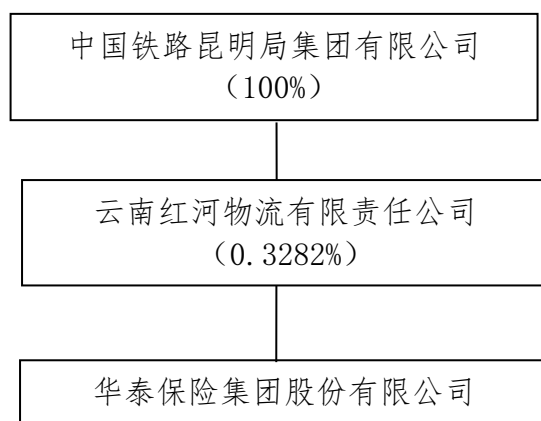 中国铁路昆明局集团有限公司
（100%）
云南红河物流有限责任公司
（0.3282%）
华泰保险集团股份有限公司